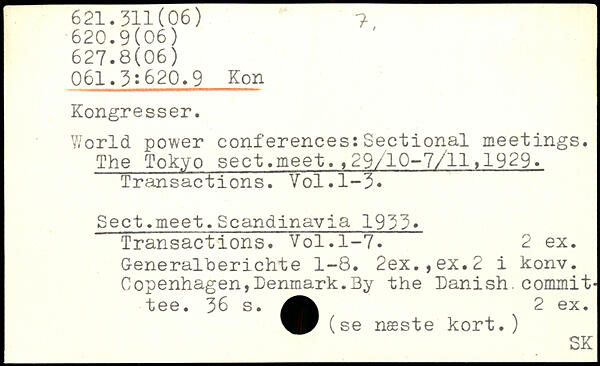 621.311(06)
7,
620.9(06)
627.8(06)
061.3:620.9 Kon
Kongresser.
World power conferences:Sectional meetings.
The Tokyo sect.meet.,29/10-7/11,1929.
Transactions. Vol.1-3.
Sect.meet.Scandinavia 1933.
Transactions. Vol.1-7. 2 ex.
Generalberichte 1-8. 2ex.,ex.2 i konv.
Copenhagen,Denmark.By the Danish commit-
tee. 36 s. 2 ex.
(se næste kort.)
SK